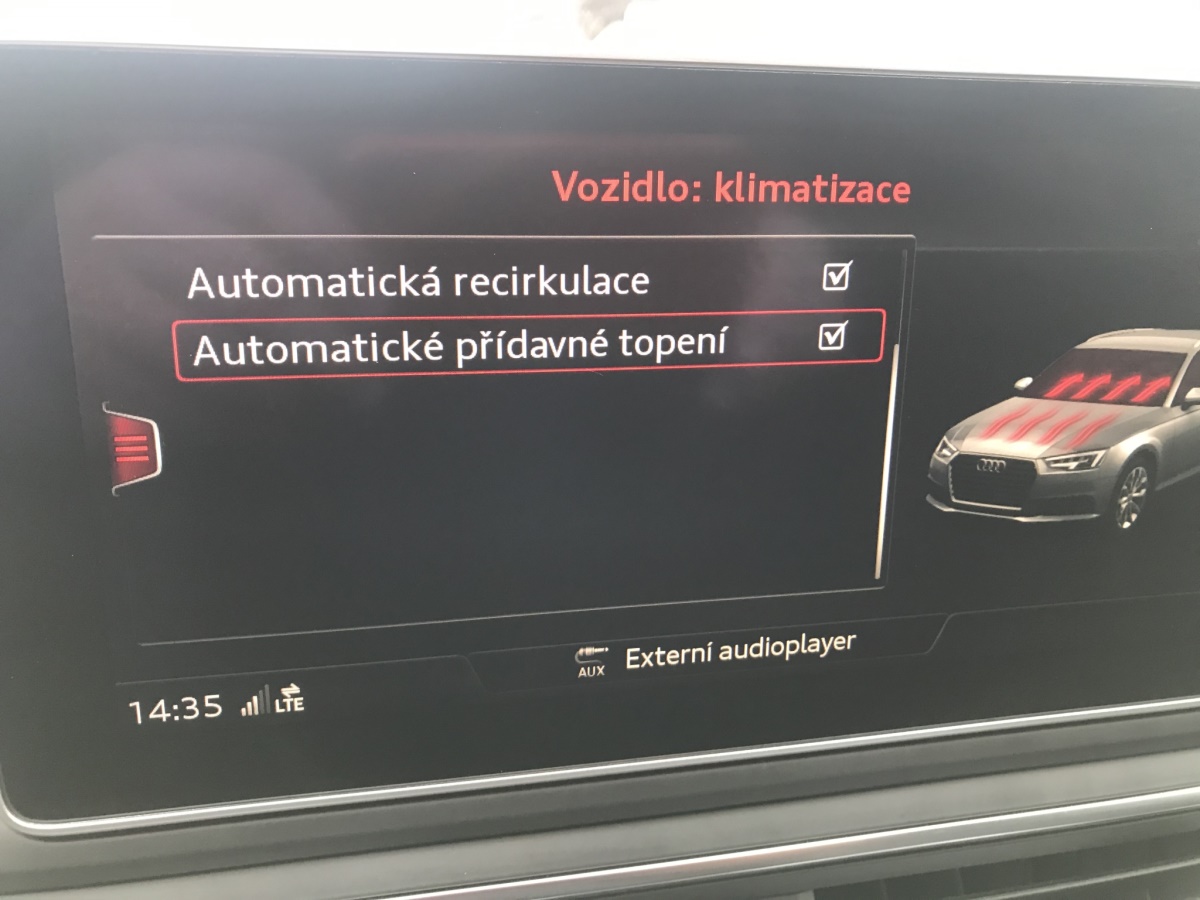 Vozidlo: klimatizace
Automatická recirkulace
Automatické přídavné topení
AUX
Externí audioplayer
14:35
LTE